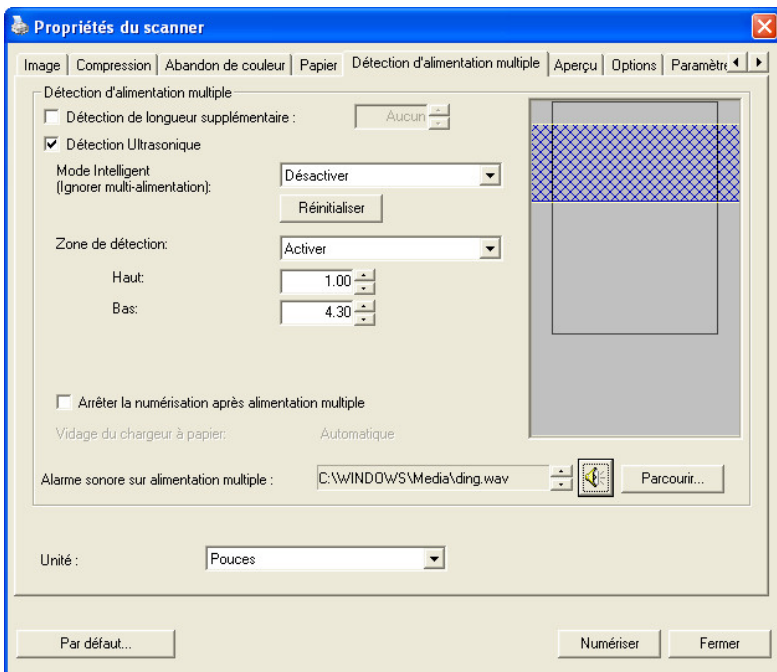 Propriétés du scanner
Image Compression Abandon de couleur Papier Détection d'alimentation multiple Aperçu Options Paramètre
Détection d'alimentation multiple
Détection de longueur supplémentaire : Aucun
Détection Ultrasonique
Mode Intelligent
(Ignorer multi-alimentation): Désactiver
Réinitialiser
Zone de détection: Activer
Haut: 1.00
Bas: 4.30
Arrêter la numérisation après alimentation multiple
Vidage du chargeur à papier: Automatique
Alarme sonore sur alimentation multiple : C:\WINDOWS\Media\ding.wav Parcourir...
Unité : Pouces
Par défaut... Numériser Fermer